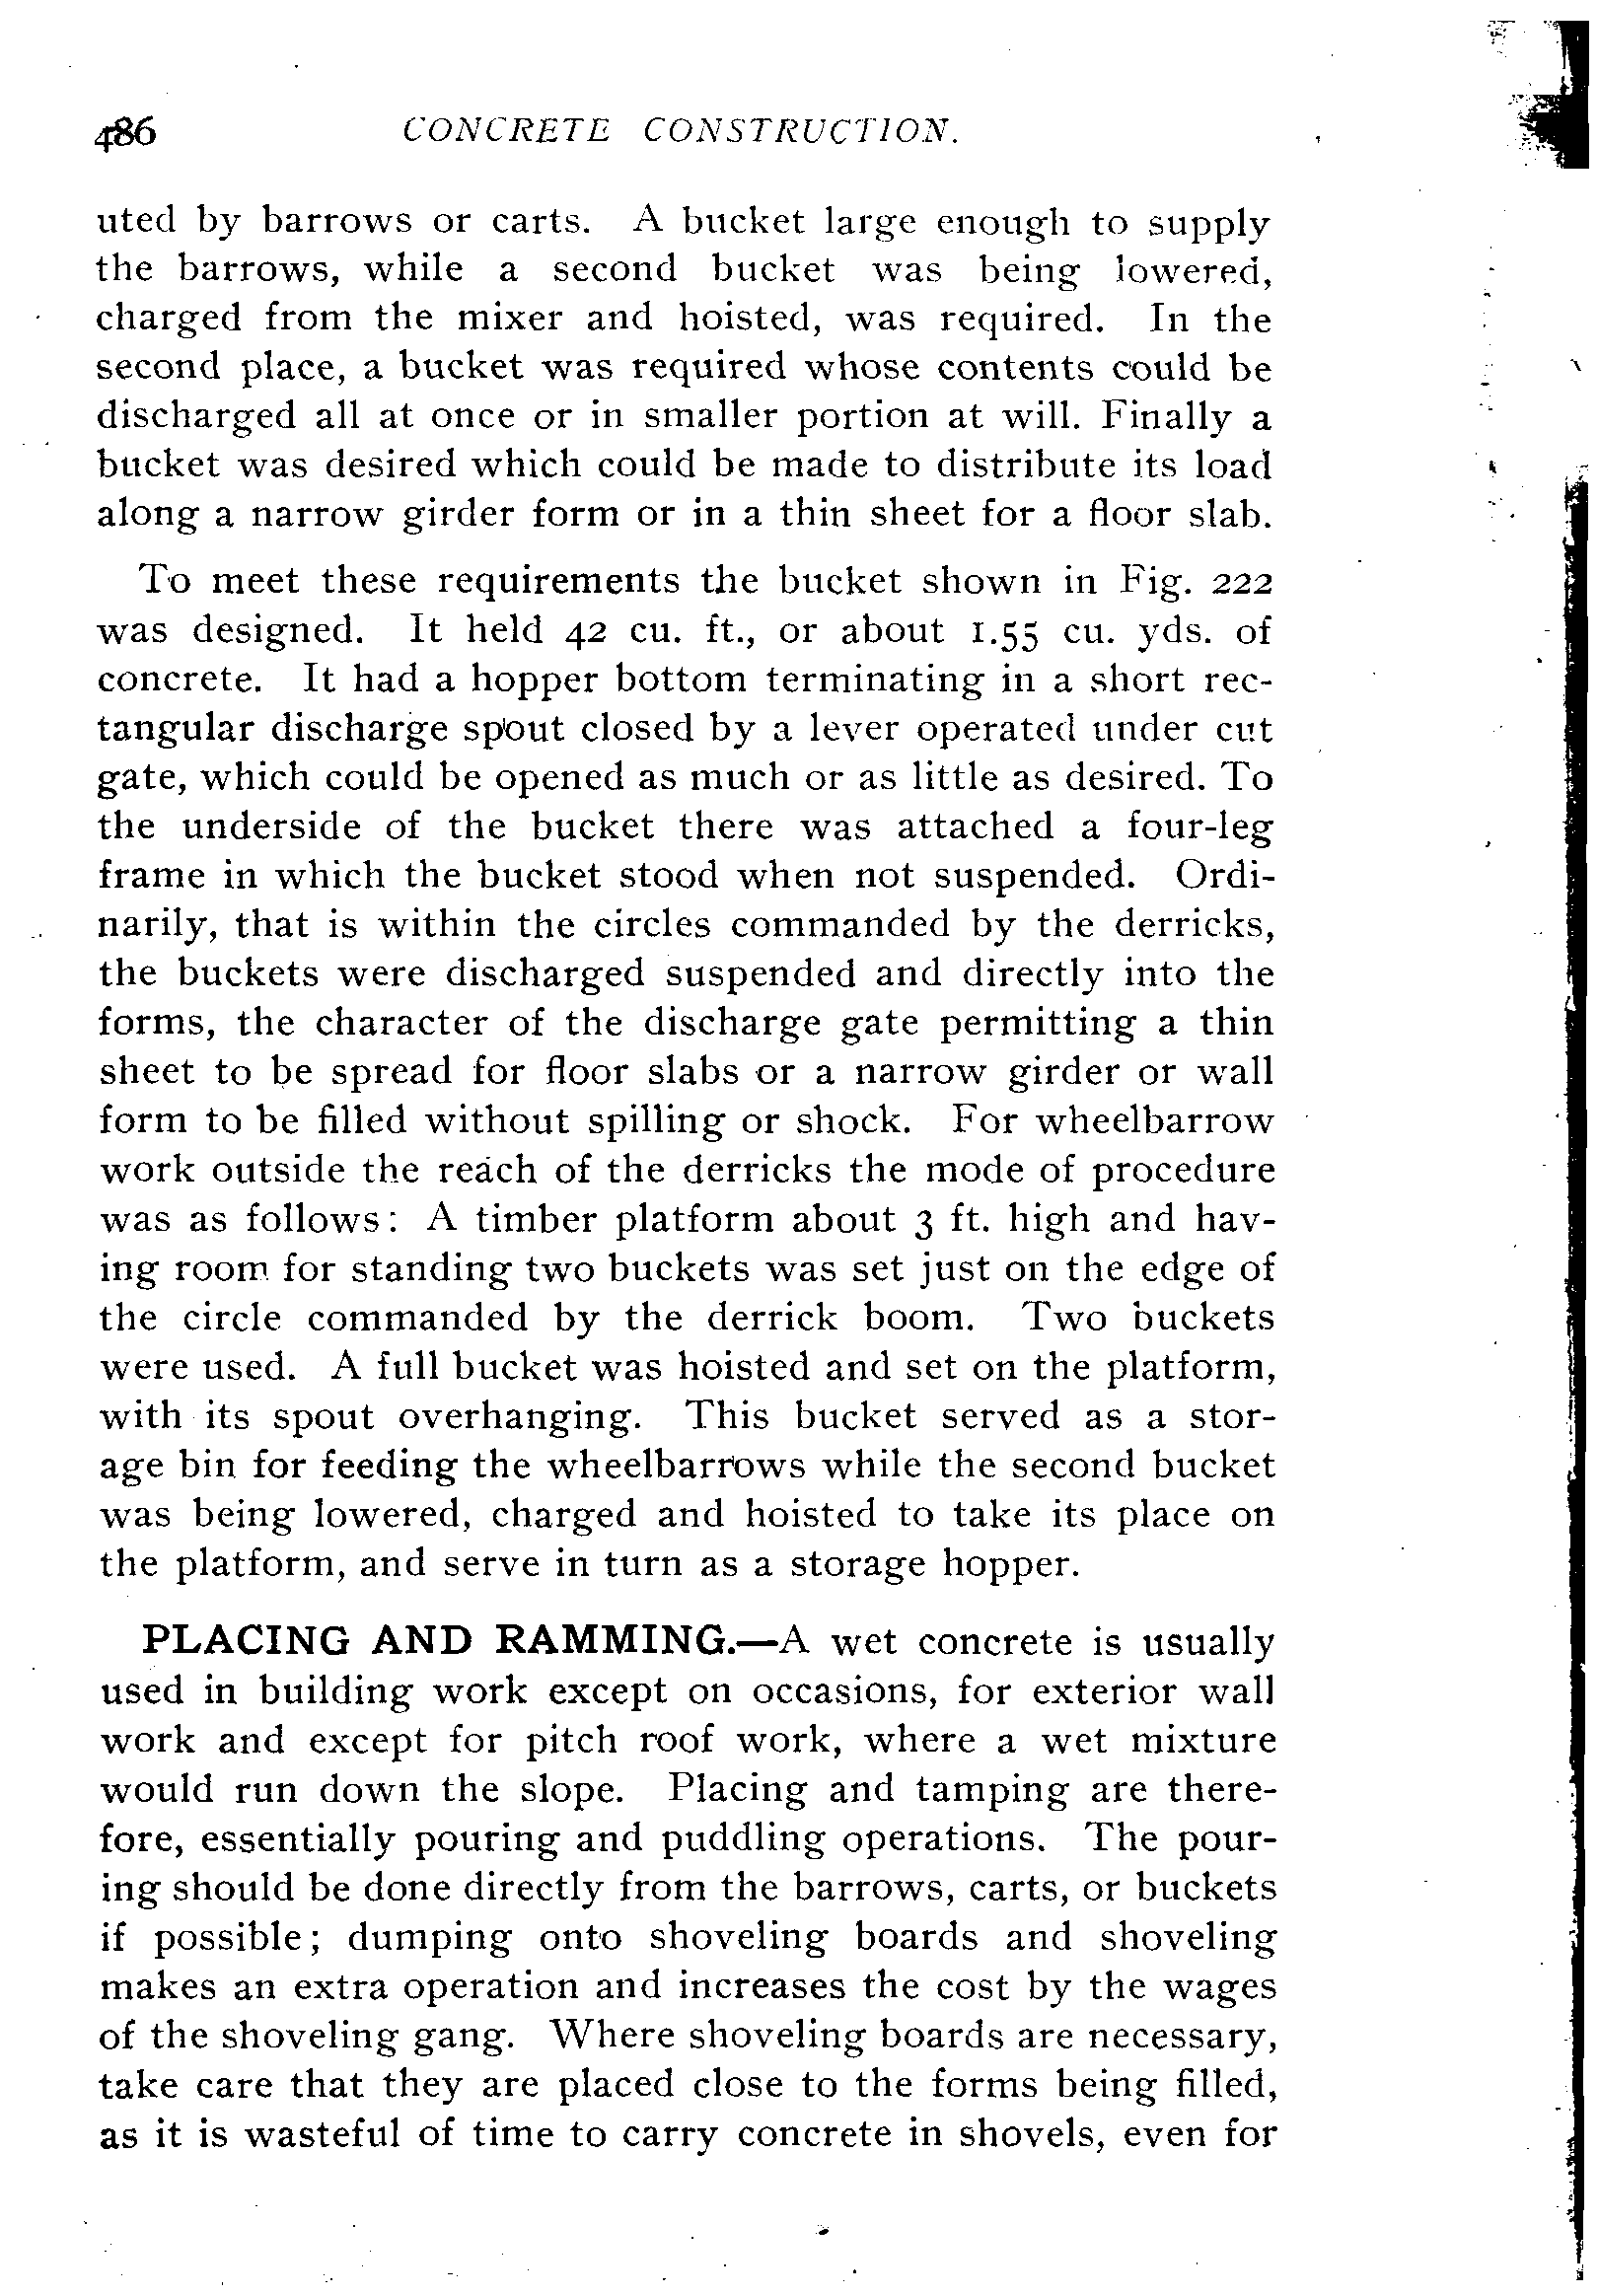 486 CONCRETE CONSTRUCTION.
uted by barrows or carts. A bucket large enough to supply
the barrows, while a second bucket was being lowered,
charged from the mixer and hoisted, was required. In the
second place, a bucket was required whose contents could be
discharged all at once or in smaller portion at will. Finally a
bucket was desired which could be made to distribute its load
along a narrow girder form or in a thin sheet for a floor slab.
To meet these requirements the bucket shown in Fig. 222
was designed. It held 42 cu. ft., or about 1.55 cu. yds. of
concrete. It had a hopper bottom terminating in a short rec-
tangular discharge spout closed by a lever operated under cut
gate, which could be opened as much or as little as desired. To
the underside of the bucket there was attached a four-leg
frame in which the bucket stood when not suspended. Ordi-
narily, that is within the circles commanded by the derricks,
the buckets were discharged suspended and directly into the
forms, the character of the discharge gate permitting a thin
sheet to be spread for floor slabs or a narrow girder or wall
form to be filled without spilling or shock. For wheelbarrow
work outside the reach of the derricks the mode of procedure
was as follows: A timber platform about 3 ft. high and hav-
ing room for standing two buckets was set just on the edge of
the circle commanded by the derrick boom. Two buckets
were used. A full bucket was hoisted and set on the platform,
with its spout overhanging. This bucket served as a stor-
age bin for feeding the wheelbarrows while the second bucket
was being lowered, charged and hoisted to take its place on
the platform, and serve in turn as a storage hopper.
PLACING AND RAMMING.—A wet concrete is usually
used in building work except on occasions, for exterior wall
work and except for pitch roof work, where a wet mixture
would run down the slope. Placing and tamping are there-
fore, essentially pouring and puddling operations. The pour-
ing should be done directly from the barrows, carts, or buckets
if possible; dumping onto shoveling boards and shoveling
makes an extra operation and increases the cost by the wages
of the shoveling gang. Where shoveling boards are necessary,
take care that they are placed close to the forms being filled,
as it is wasteful of time to carry concrete in shovels, even for